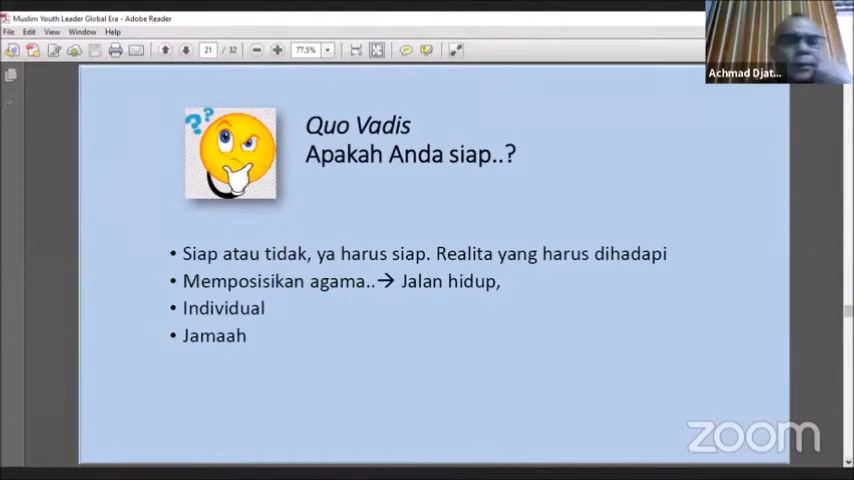 Muslim Youth Leader Global Era - Adobe Reader
File Edit View Window Help
21 / 32 77.5%
Achmad Djat...
? ?
Quo Vadis
Apakah Anda siap..?
• Siap atau tidak, ya harus siap. Realita yang harus dihadapi
• Memposisikan agama..→ Jalan hidup,
• Individual
• Jamaah
zoom